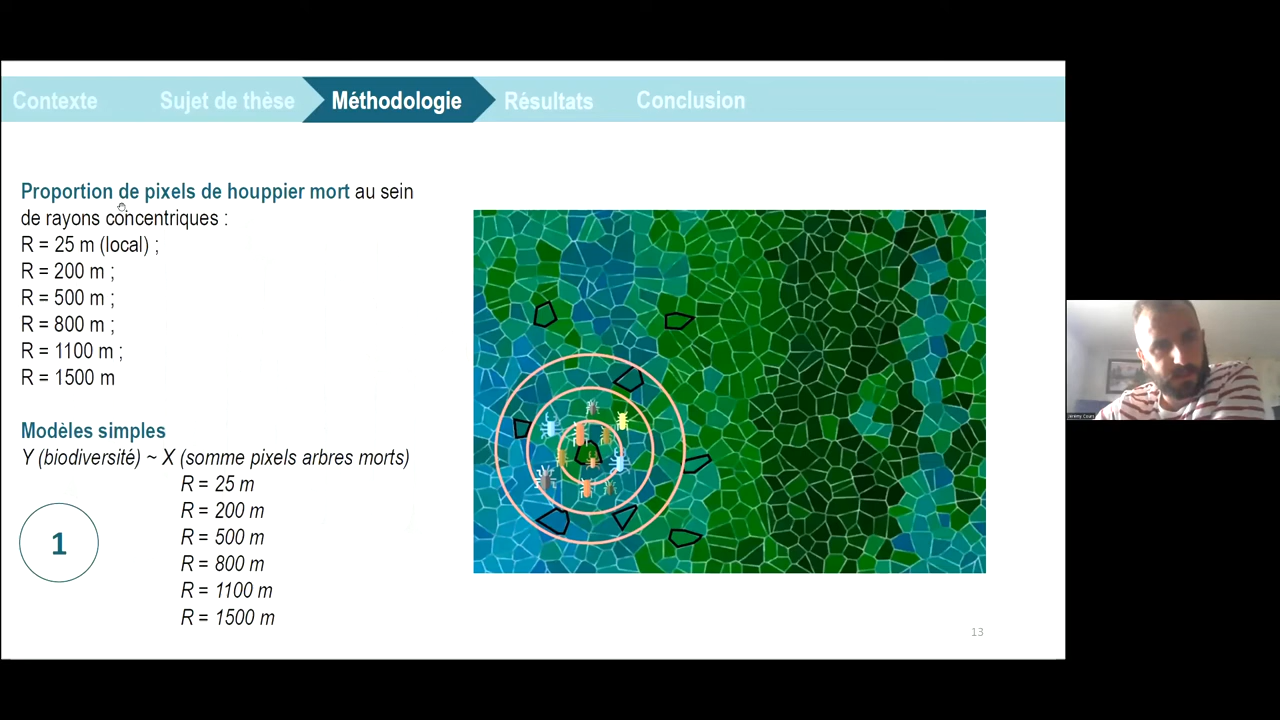 Contexte
Sujet de thèse
Méthodologie
Résultats
Conclusion
Proportion de pixels de houppier mort au sein
de rayons concentriques :
R = 25 m (local) ;
R = 200 m ;
R = 500 m ;
R = 800 m ;
R = 1100 m ;
R = 1500 m
Modèles simples
Y (biodiversité) ~ X (somme pixels arbres morts)
R = 25 m
R = 200 m
R = 500 m
R = 800 m
R = 1100 m
R = 1500 m
1
13